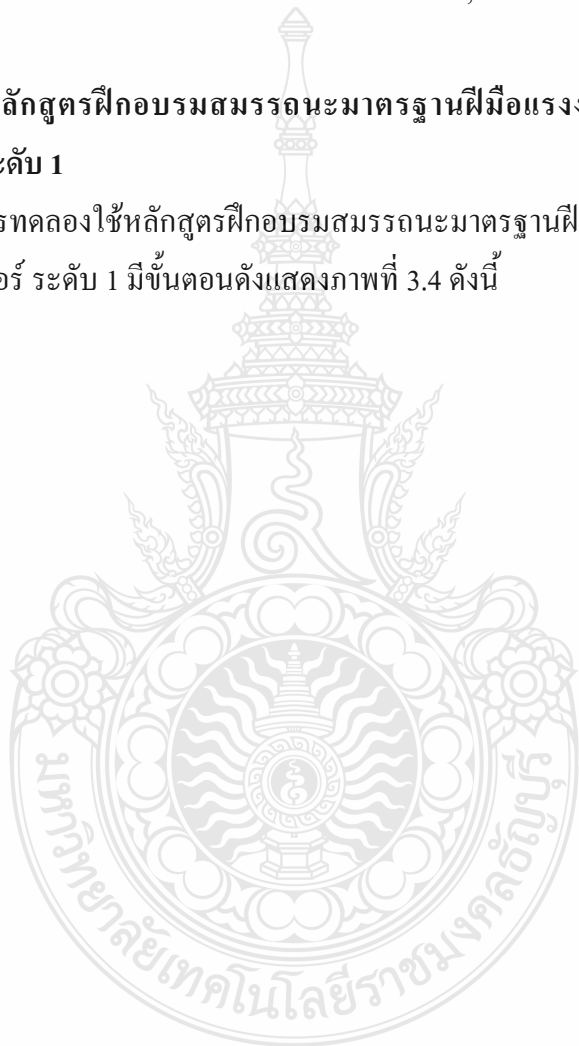 ลักสูตรฝึกอบรมสมรรถนะมาตรฐานฝีมือแรงง
ะดับ 1
รทดลองใช้หลักสูตรฝึกอบรมสมรรถนะมาตรฐานฝี
อร์ ระดับ 1 มีขั้นตอนดังแสดงภาพที่ 3.4 ดังนี้
มหาวิทยาลัยเทคโนโลยีราชมงคลธัญบุรี